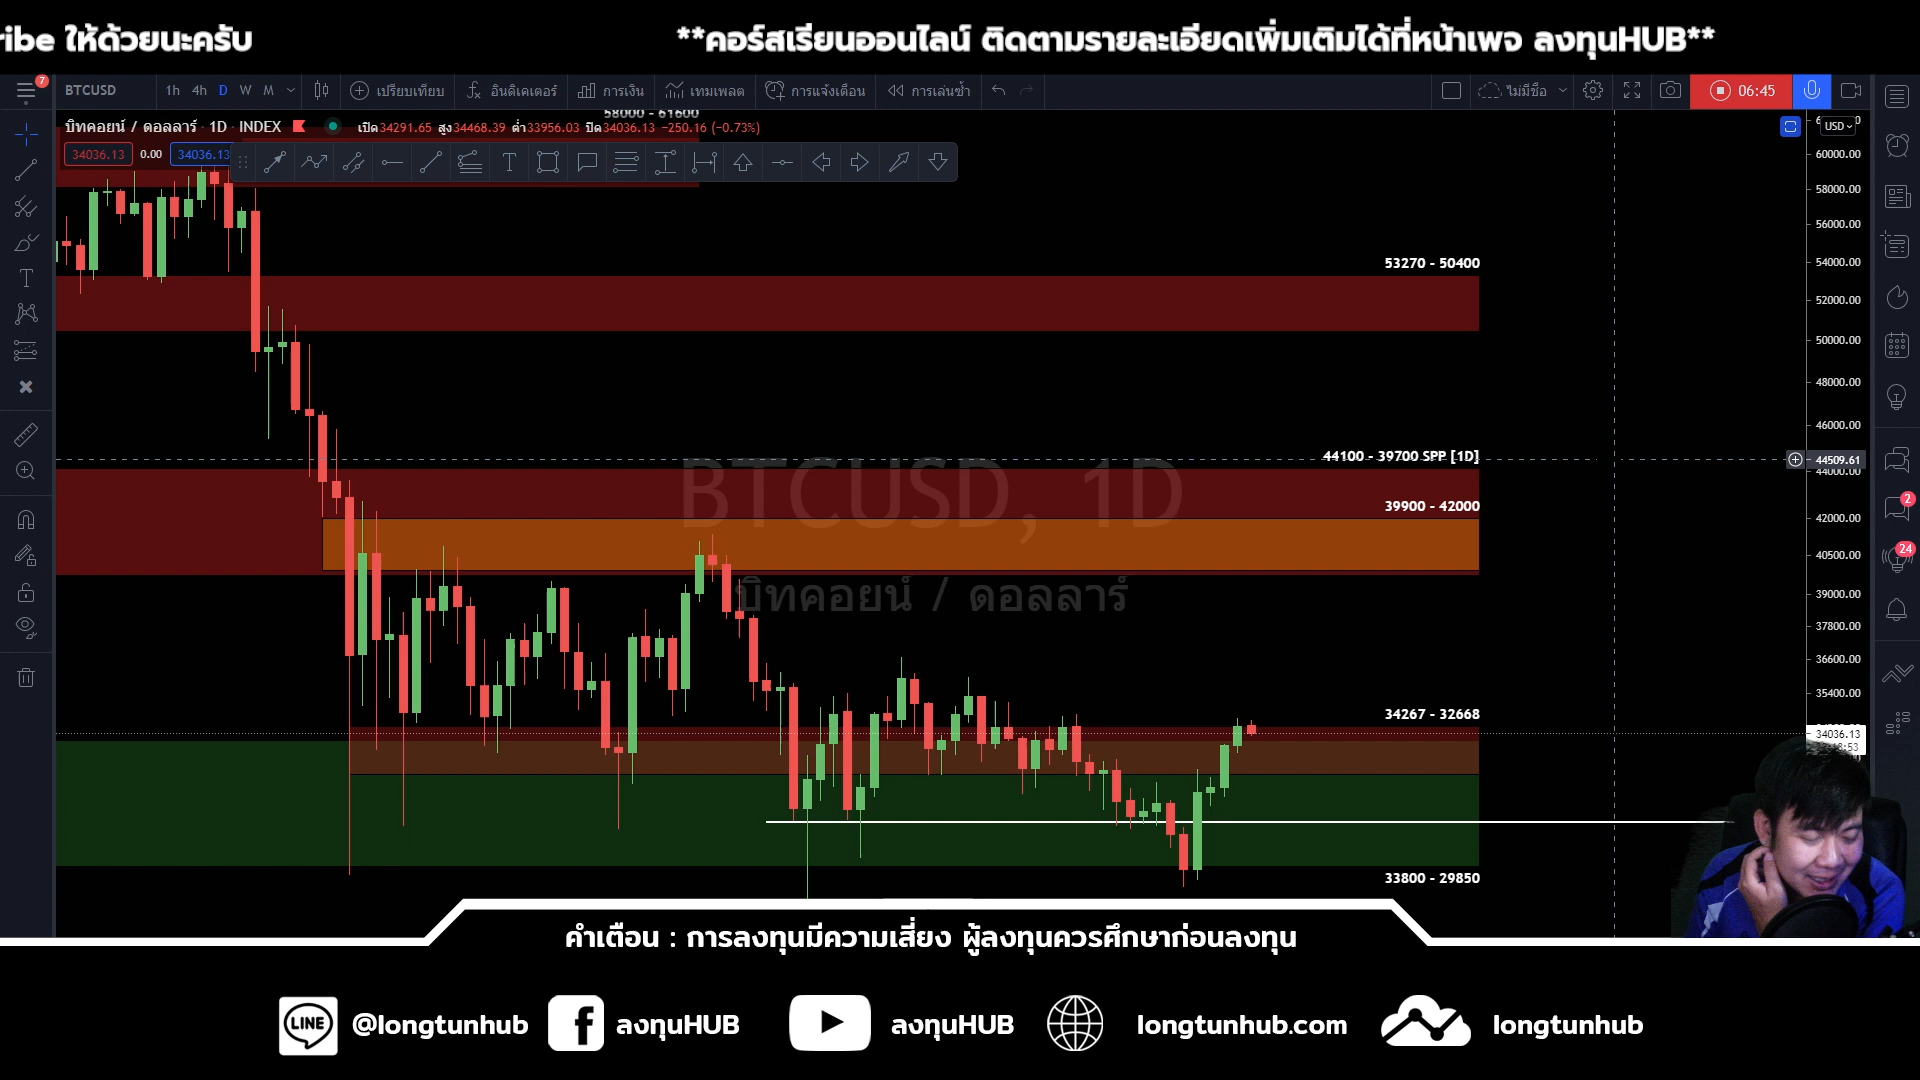 ribe ให้ด้วยนะครับ **คอร์สเรียนออนไลน์ ติดตามรายละเอียดเพิ่มเติมได้ที่หน้าเพจ ลงทุนHUB**
7
BTCUSD 1h 4h D W M เปรียบเทียบ อินดิเคเตอร์ การเงิน เทมเพลต การแจ้งเตือน การเล่นซ้ำ ไม่มีชื่อ 06:45
58000 - 61600
บิทคอยน์ / ดอลลาร์ · 1D · INDEX เปิด34291.65 สูง34468.39 ต่ำ33956.03 ปิด34036.13 −250.16 (−0.73%)
USD
34036.13 0.00 34036.13
T
60000.00
58000.00
56000.00
54000.00
53270 - 50400
52000.00
50000.00
48000.00
46000.00
44100 - 39700 SPP [1D]
44509.61
44000.00
BTCUSD, 1D
2
39900 - 42000
42000.00
24
40500.00
บิทคอยน์ / ดอลลาร์
39000.00
37800.00
36600.00
35400.00
34267 - 32668
34036.13
33800 - 29850
คำเตือน : การลงทุนมีความเสี่ยง ผู้ลงทุนควรศึกษาก่อนลงทุน
LINE @longtunhub f ลงทุนHUB ลงทุนHUB longtunhub.com longtunhub